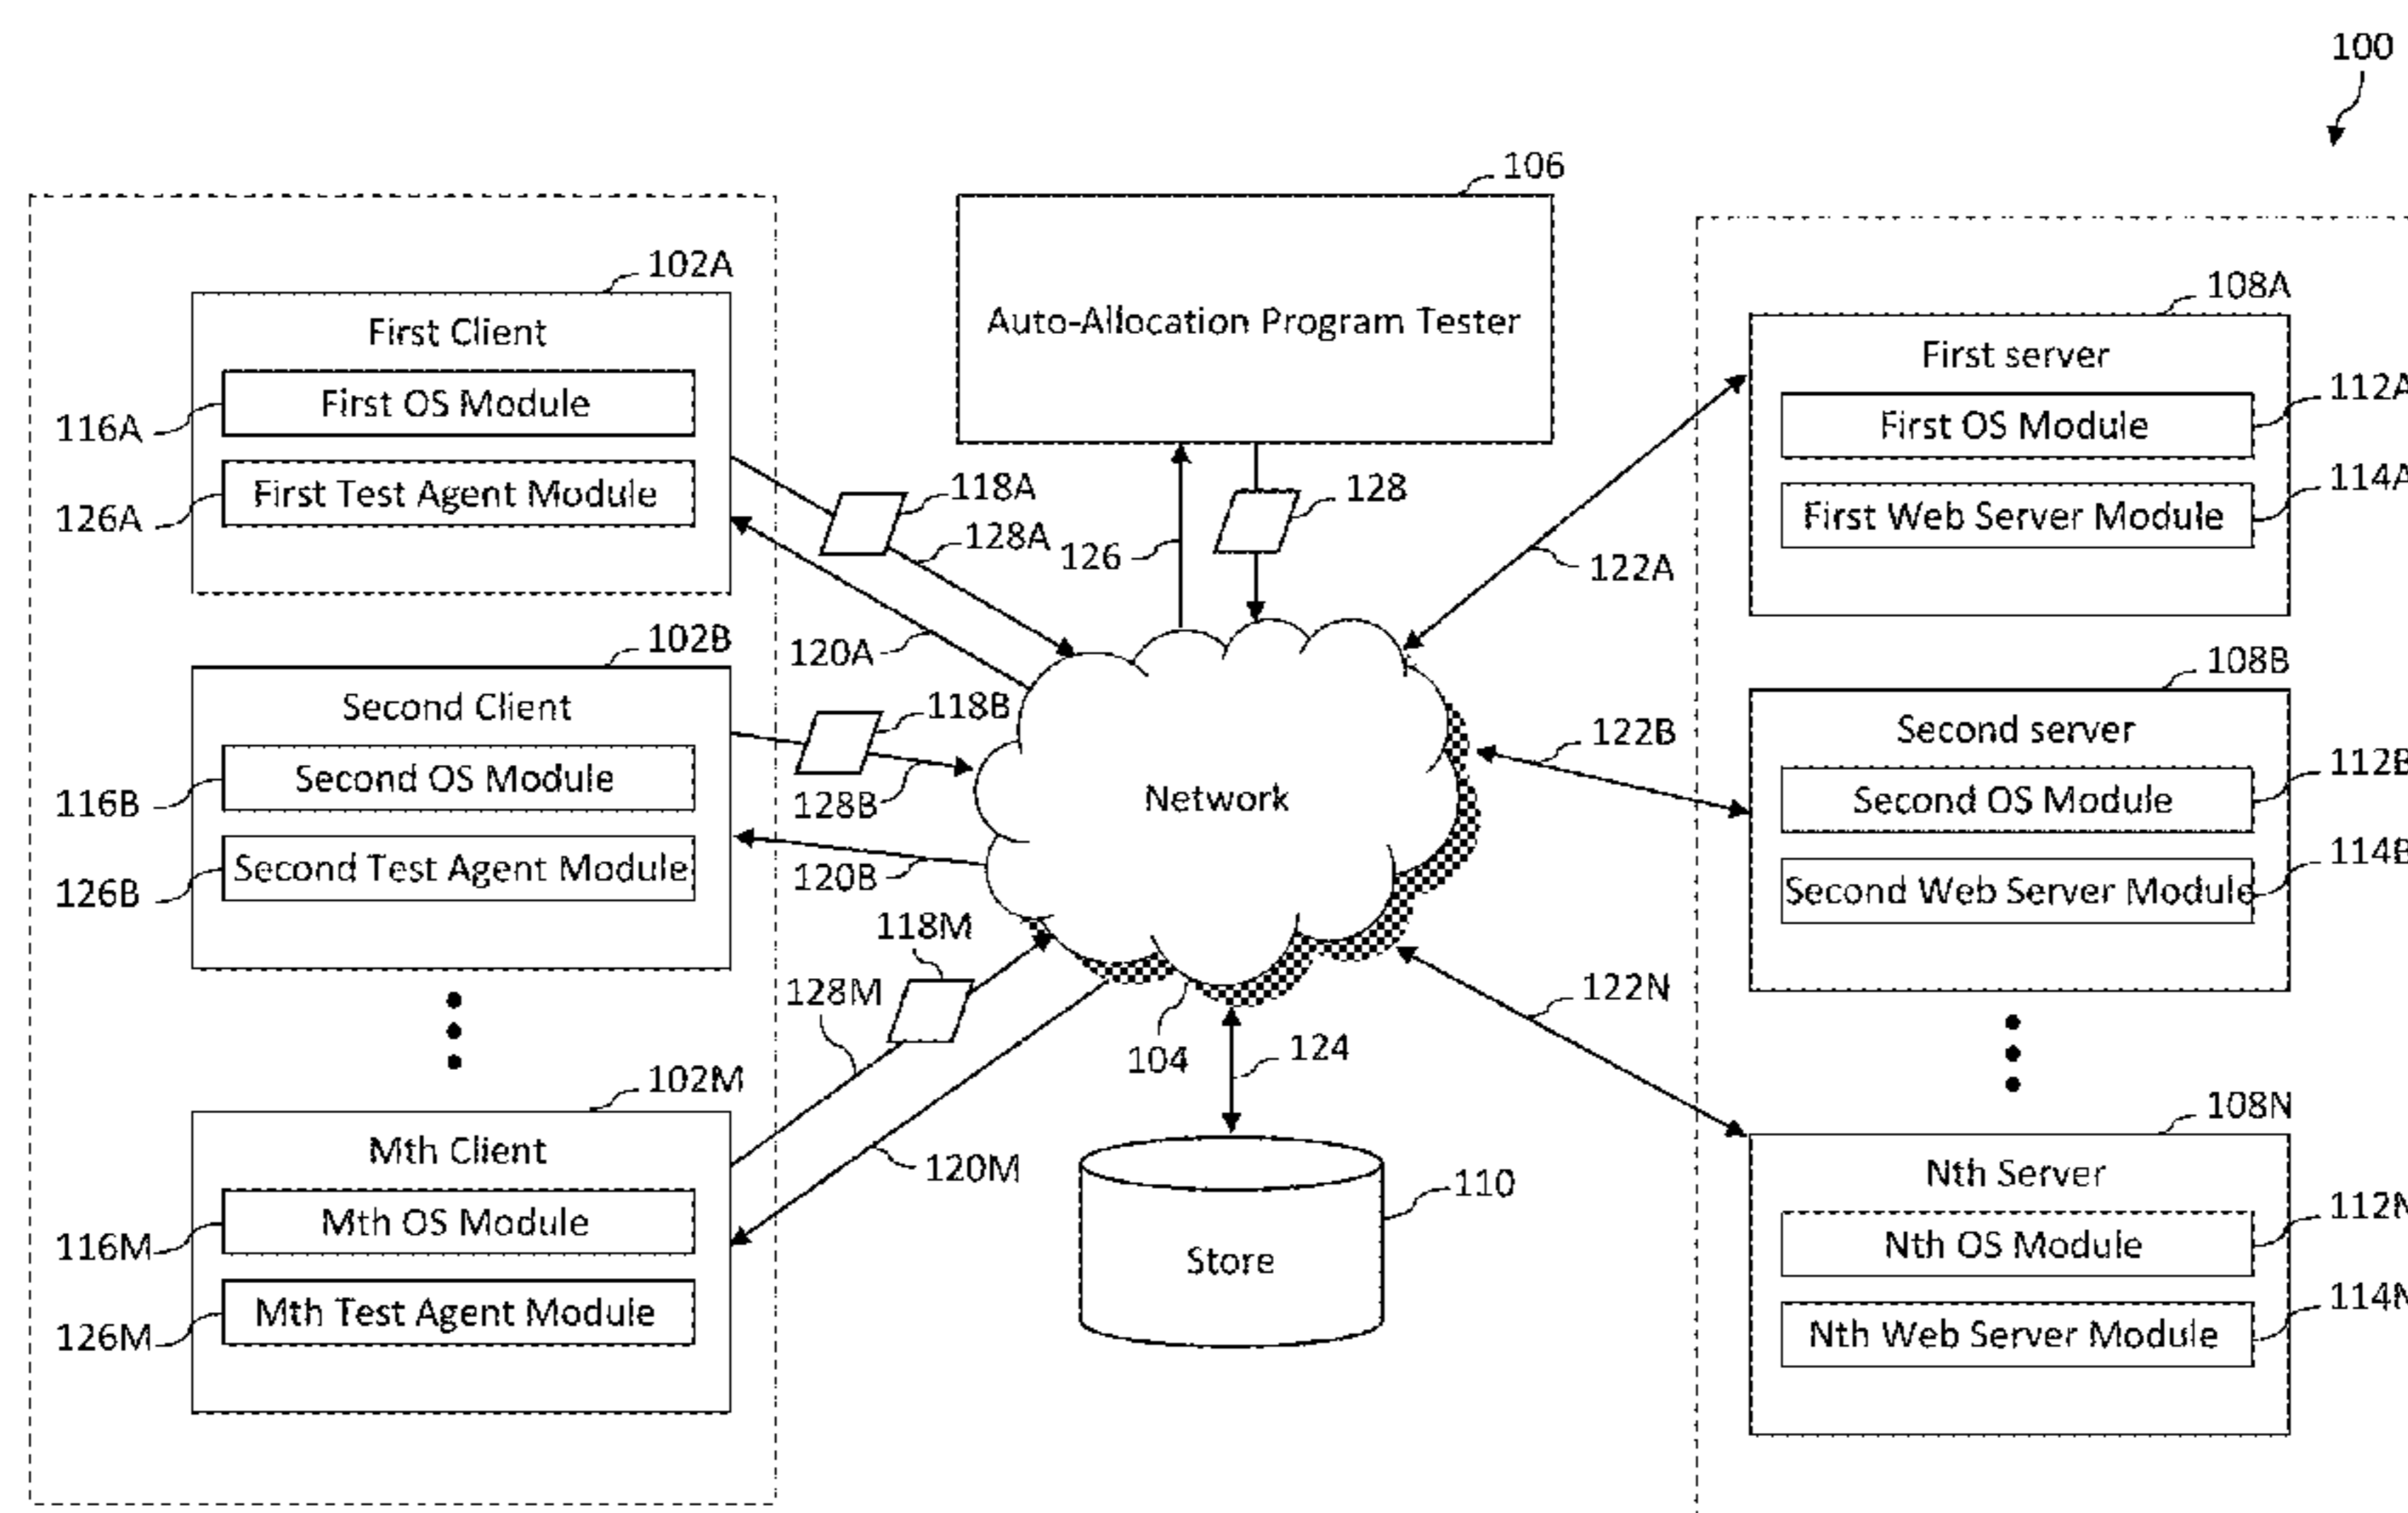 100
106
Auto-Allocation Program Tester
102A
First Client
First OS Module
116A
First Test Agent Module
126A
118A
128A
126
128
120A
108A
First server
First OS Module
112A
First Web Server Module
114A
122A
102B
Second Client
Second OS Module
116B
Second Test Agent Module
126B
118B
128B
120B
Network
104
108B
Second server
Second OS Module
112B
Second Web Server Module
114B
122B
118M
128M
120M
102M
Mth Client
Mth OS Module
116M
Mth Test Agent Module
126M
124
Store
110
122N
108N
Nth Server
Nth OS Module
112N
Nth Web Server Module
114N